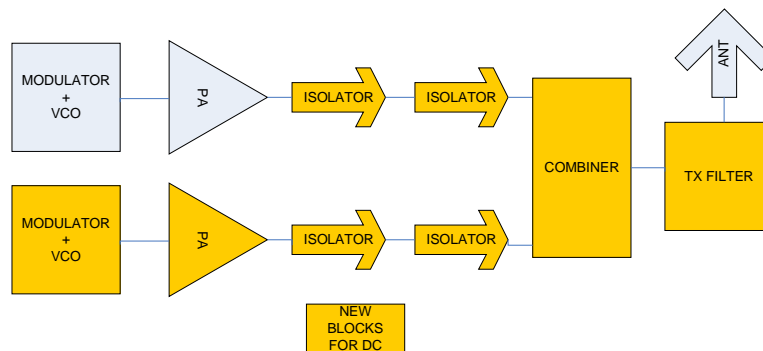 MODULATOR
+
VCO
PA
ISOLATOR
ISOLATOR
COMBINER
TX FILTER
ANT
MODULATOR
+
VCO
PA
ISOLATOR
ISOLATOR
NEW
BLOCKS
FOR DC